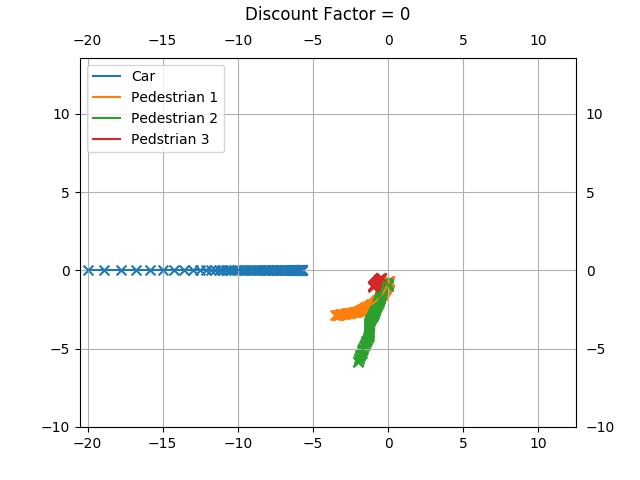 Discount Factor = 0
−20 −15 −10 −5 0 5 10
Car
Pedestrian 1
Pedestrian 2
Pedstrian 3
10 10
5 5
0 0
−5 −5
−10 −10
−20 −15 −10 −5 0 5 10